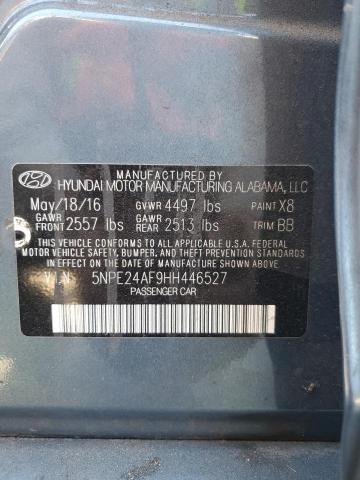 MANUFACTURED BY
HYUNDAI MOTOR MANUFACTURING ALABAMA, LLC
May/18/16 GVWR 4497 lbs PAINT X8
GAWR FRONT 2557 lbs GAWR REAR 2513 lbs TRIM BB
THIS VEHICLE CONFORMS TO ALL APPLICABLE U.S. FEDERAL
MOTOR VEHICLE SAFETY, BUMPER, AND THEFT PREVENTION STANDARDS
IN EFFECT ON THE DATE OF MANUFACTURE SHOWN ABOVE.
V.I.N 5NPE24AF9HH446527
PASSENGER CAR